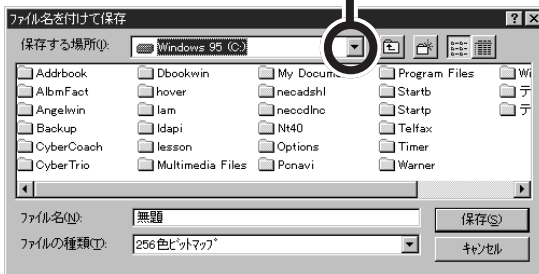 ファイル名を付けて保存
保存する場所(I): Windows 95 (C:)
Addrbook Dbookwin My Docume Program Files Wi
AlbmFact hover necadshl Startb テ
Angelwin Iam neccdInc Startp テ
Backup Idapi Nt40 Telfax
CyberCoach lesson Options Timer
CyberTrio Multimedia Files Pcnavi Warner
ファイル名(N): 無題 保存(S)
ファイルの種類(T): 256色ビットマップ キャンセル